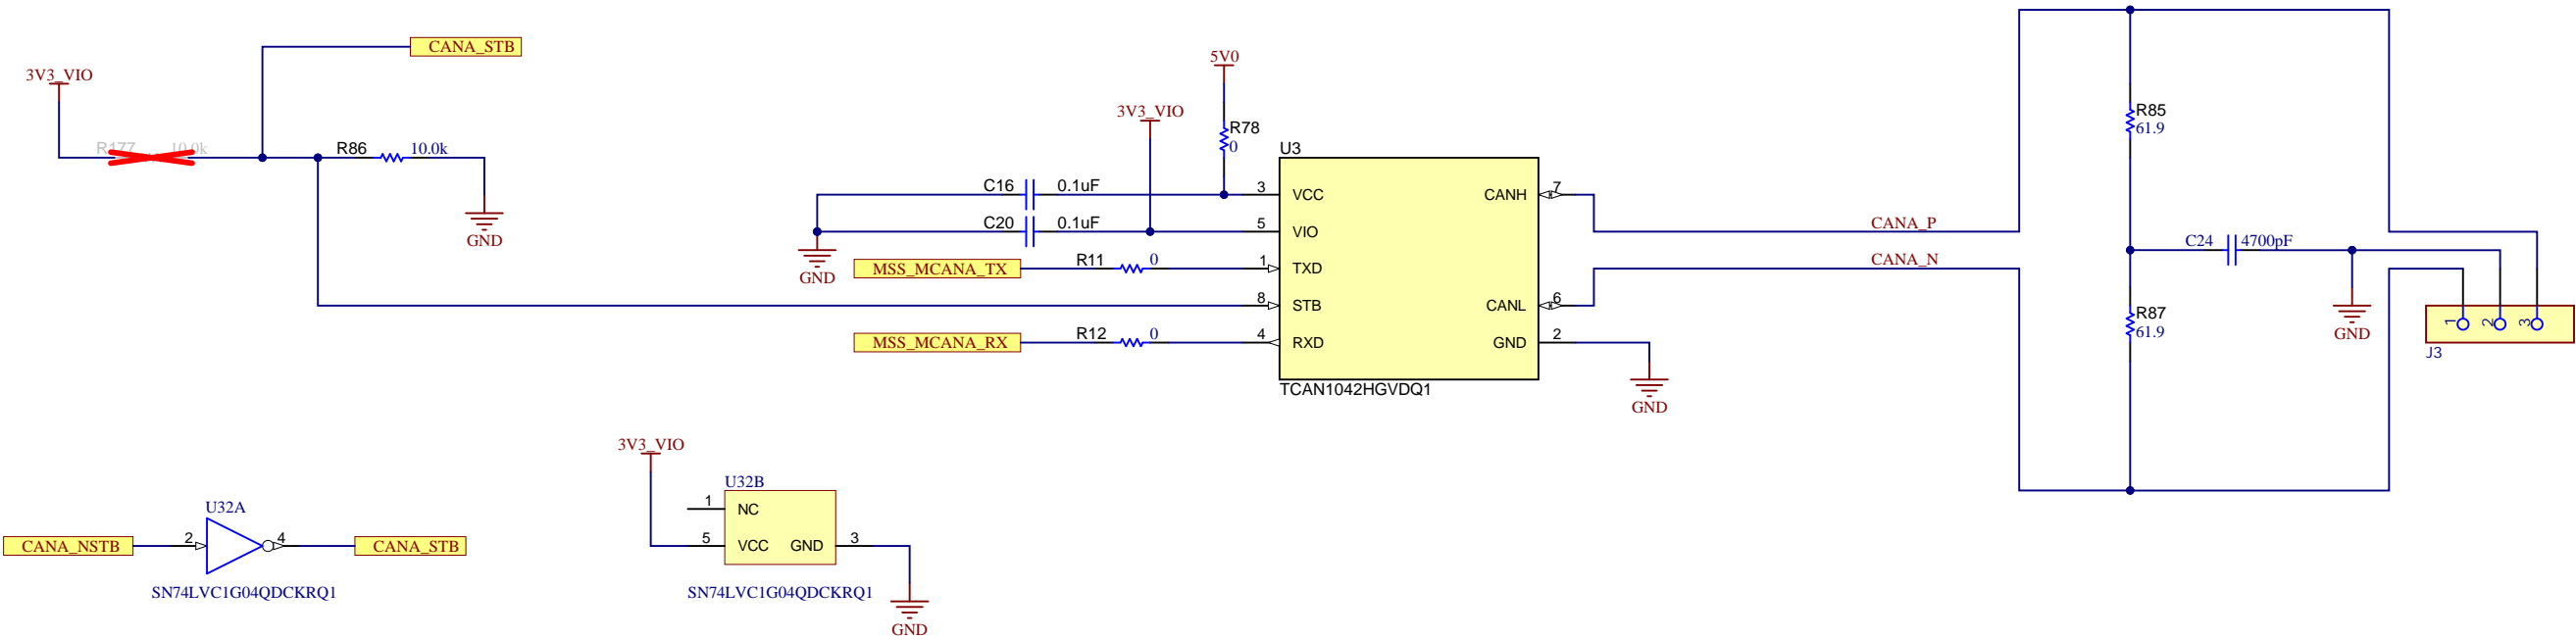 CANA_STB
3V3_VIO
R177 10.0k
R86 10.0k
GND
5V0
3V3_VIO
R78
0
U3
C16 0.1uF
C20 0.1uF
GND
MSS_MCANA_TX R11 0
MSS_MCANA_RX R12 0
3 VCC
5 VIO
1 TXD
8 STB
4 RXD
CANH 7
CANL 6
GND 2
TCAN1042HGVDQ1
GND
CANA_P
CANA_N
R85
61.9
C24 4700pF
R87
61.9
GND
1 2 3
J3
U32A
CANA_NSTB 2 4 CANA_STB
SN74LVC1G04QDCKRQ1
3V3_VIO
U32B
1 NC
5 VCC GND 3
SN74LVC1G04QDCKRQ1
GND